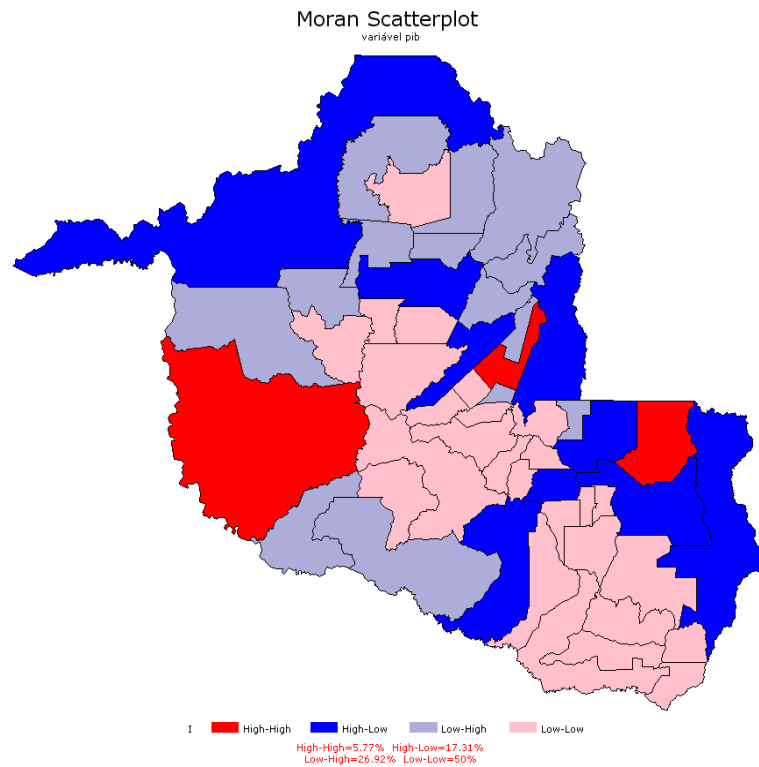 Moran Scatterplot
variável pib
I High-High High-Low Low-High Low-Low
High-High=5.77% High-Low=17.31%
Low-High=26.92% Low-Low=50%